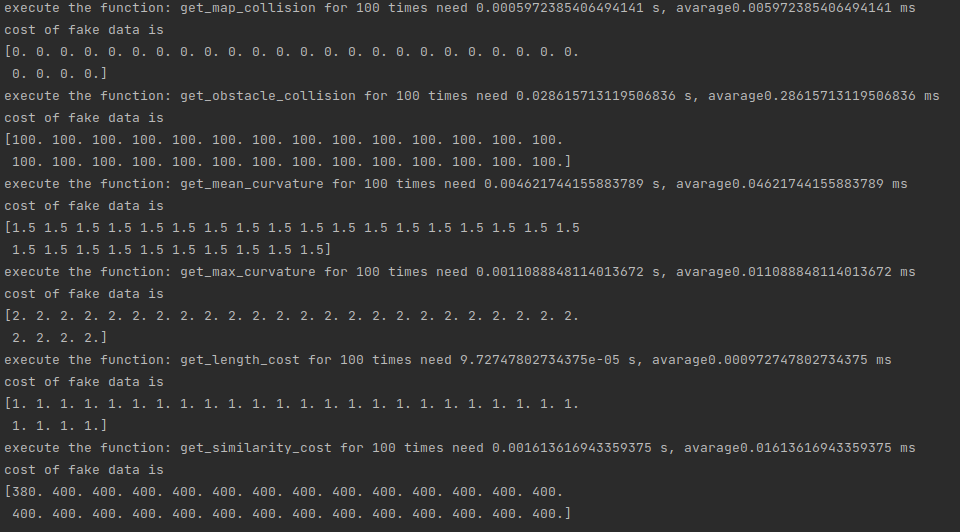 execute the function: get_map_collision for 100 times need 0.0005972385406494141 s, avarage0.005972385406494141 ms
cost of fake data is
[0. 0. 0. 0. 0. 0. 0. 0. 0. 0. 0. 0. 0. 0. 0. 0. 0. 0. 0. 0. 0. 0. 0. 0.
0. 0. 0. 0.]
execute the function: get_obstacle_collision for 100 times need 0.028615713119506836 s, avarage0.28615713119506836 ms
cost of fake data is
[100. 100. 100. 100. 100. 100. 100. 100. 100. 100. 100. 100. 100. 100.
100. 100. 100. 100. 100. 100. 100. 100. 100. 100. 100. 100. 100. 100.]
execute the function: get_mean_curvature for 100 times need 0.004621744155883789 s, avarage0.04621744155883789 ms
cost of fake data is
[1.5 1.5 1.5 1.5 1.5 1.5 1.5 1.5 1.5 1.5 1.5 1.5 1.5 1.5 1.5 1.5 1.5 1.5
1.5 1.5 1.5 1.5 1.5 1.5 1.5 1.5 1.5 1.5]
execute the function: get_max_curvature for 100 times need 0.0011088848114013672 s, avarage0.011088848114013672 ms
cost of fake data is
[2. 2. 2. 2. 2. 2. 2. 2. 2. 2. 2. 2. 2. 2. 2. 2. 2. 2. 2. 2. 2. 2. 2. 2.
2. 2. 2. 2.]
execute the function: get_length_cost for 100 times need 9.72747802734375e-05 s, avarage0.000972747802734375 ms
cost of fake data is
[1. 1. 1. 1. 1. 1. 1. 1. 1. 1. 1. 1. 1. 1. 1. 1. 1. 1. 1. 1. 1. 1. 1. 1.
1. 1. 1. 1.]
execute the function: get_similarity_cost for 100 times need 0.001613616943359375 s, avarage0.01613616943359375 ms
cost of fake data is
[380. 400. 400. 400. 400. 400. 400. 400. 400. 400. 400. 400. 400. 400.
400. 400. 400. 400. 400. 400. 400. 400. 400. 400. 400. 400. 400. 400.]